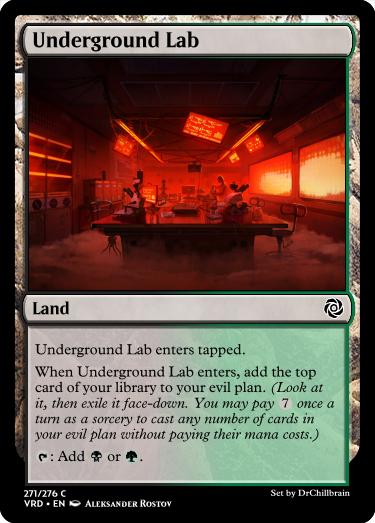 Underground Lab
Land
Underground Lab enters tapped.
When Underground Lab enters, add the top
card of your library to your evil plan. (Look at
it, then exile it face-down. You may pay 7 once a
turn as a sorcery to cast any number of cards in
your evil plan without paying their mana costs.)
: Add or .
271/276 C
VRD • EN Aleksander Rostov
Set by DrChillbrain